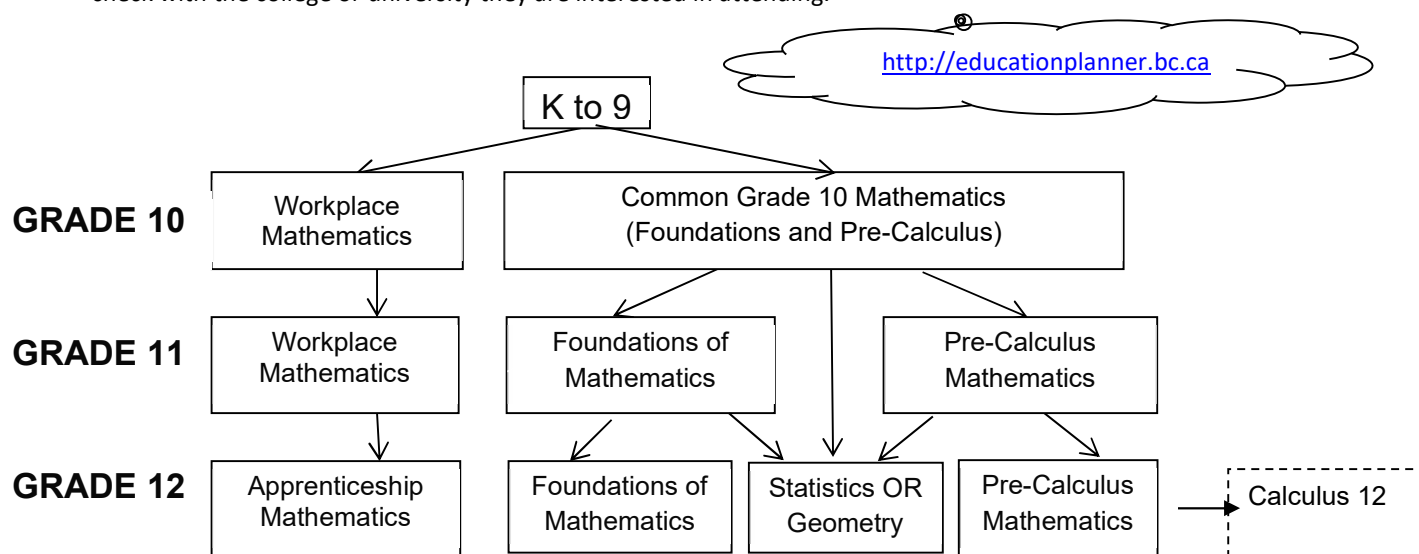 check with the college or university they are interested in attending.
http://educationplanner.bc.ca
K to 9
GRADE 10
Workplace
Mathematics
Common Grade 10 Mathematics
(Foundations and Pre-Calculus)
GRADE 11
Workplace
Mathematics
Foundations of
Mathematics
Pre-Calculus
Mathematics
GRADE 12
Apprenticeship
Mathematics
Foundations of
Mathematics
Statistics OR
Geometry
Pre-Calculus
Mathematics
Calculus 12